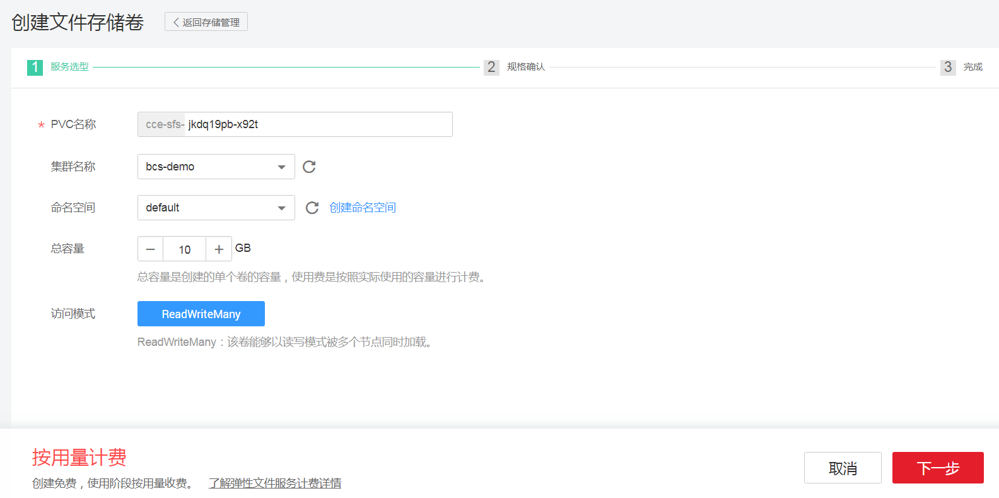 创建文件存储卷
返回存储管理
1 服务选型 2 规格确认 3 完成
* PVC名称 cce-sfs- jkdq19pb-x92t
集群名称 bcs-demo
命名空间 default 创建命名空间
总容量 − 10 + GB
总容量是创建的单个卷的容量，使用费是按照实际使用的容量进行计费。
访问模式 ReadWriteMany
ReadWriteMany：该卷能够以读写模式被多个节点同时加载。
按用量计费
创建免费，使用阶段按用量收费。 了解弹性文件服务计费详情
取消 下一步